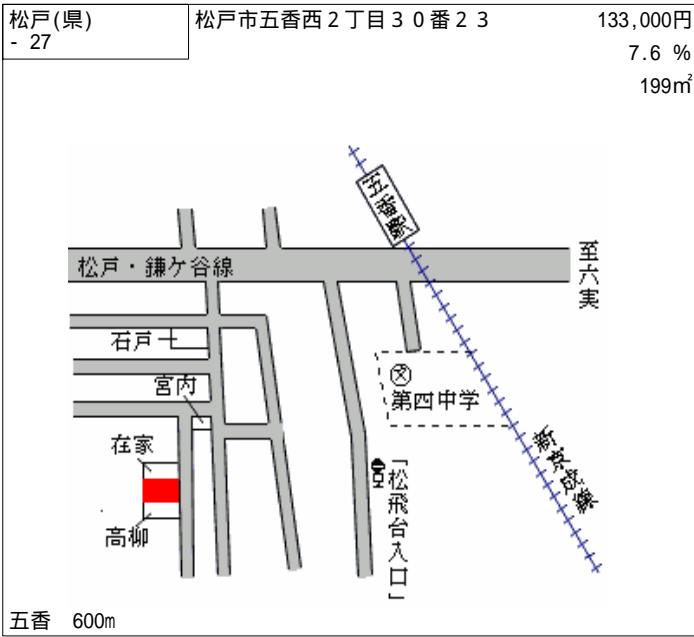 松戸(県)
- 27
松戸市五香西2丁目30番23
133,000円
7.6 %
199㎡
五香駅
松戸・鎌ケ谷線
至六実
石戸
宮内
文
第四中学
在家
高柳
「松飛台入口」
新京成線
五香 600m